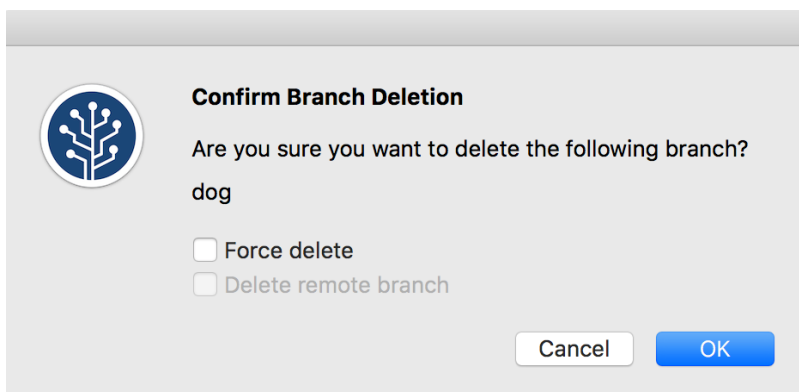 Confirm Branch Deletion
Are you sure you want to delete the following branch?
dog
Force delete
Delete remote branch
Cancel
OK